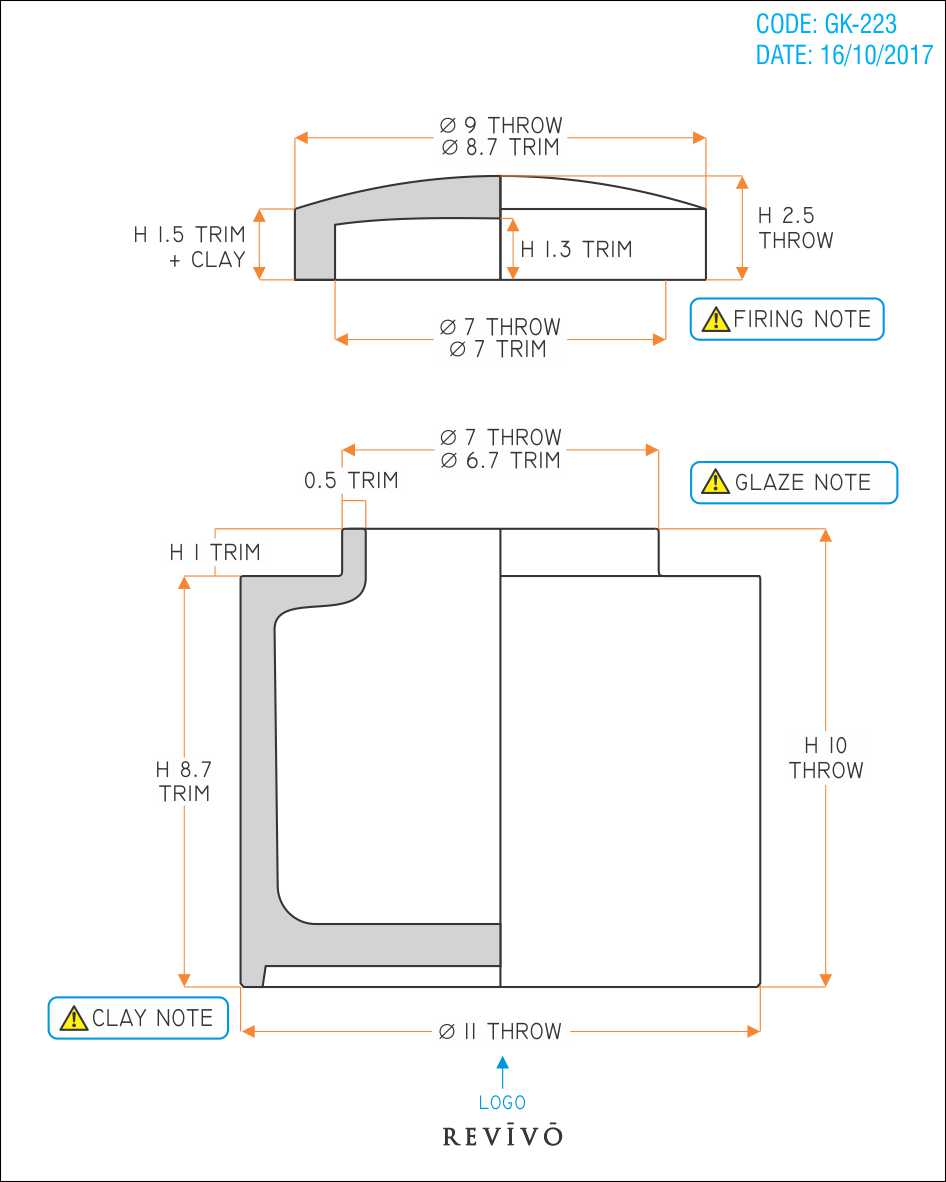 CODE: GK-223
DATE: 16/10/2017
Ø 9 THROW
Ø 8.7 TRIM
H 1.5 TRIM
+ CLAY
H 1.3 TRIM
H 2.5
THROW
Ø 7 THROW
Ø 7 TRIM
FIRING NOTE
Ø 7 THROW
Ø 6.7 TRIM
0.5 TRIM
GLAZE NOTE
H 1 TRIM
H 8.7
TRIM
H 10
THROW
CLAY NOTE
Ø 11 THROW
LOGO
REVĪVŌ